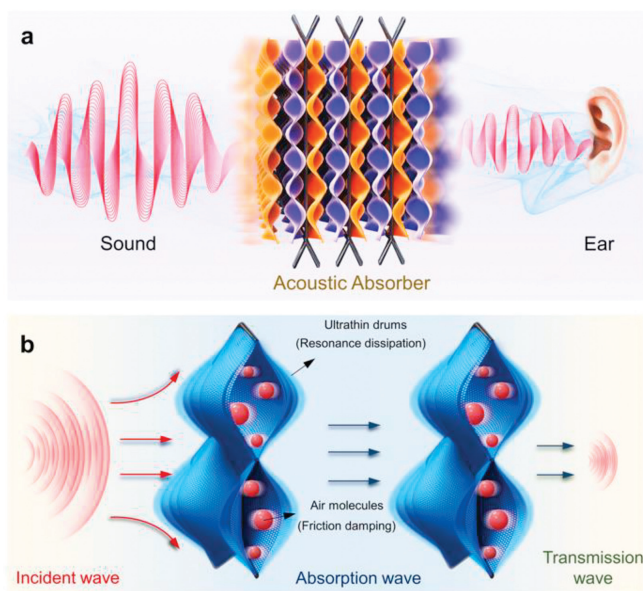 a
Sound
Ear
Acoustic Absorber
b
Ultrathin drums
(Resonance dissipation)
Air molecules
(Friction damping)
Incident wave
Absorption wave
Transmission
wave